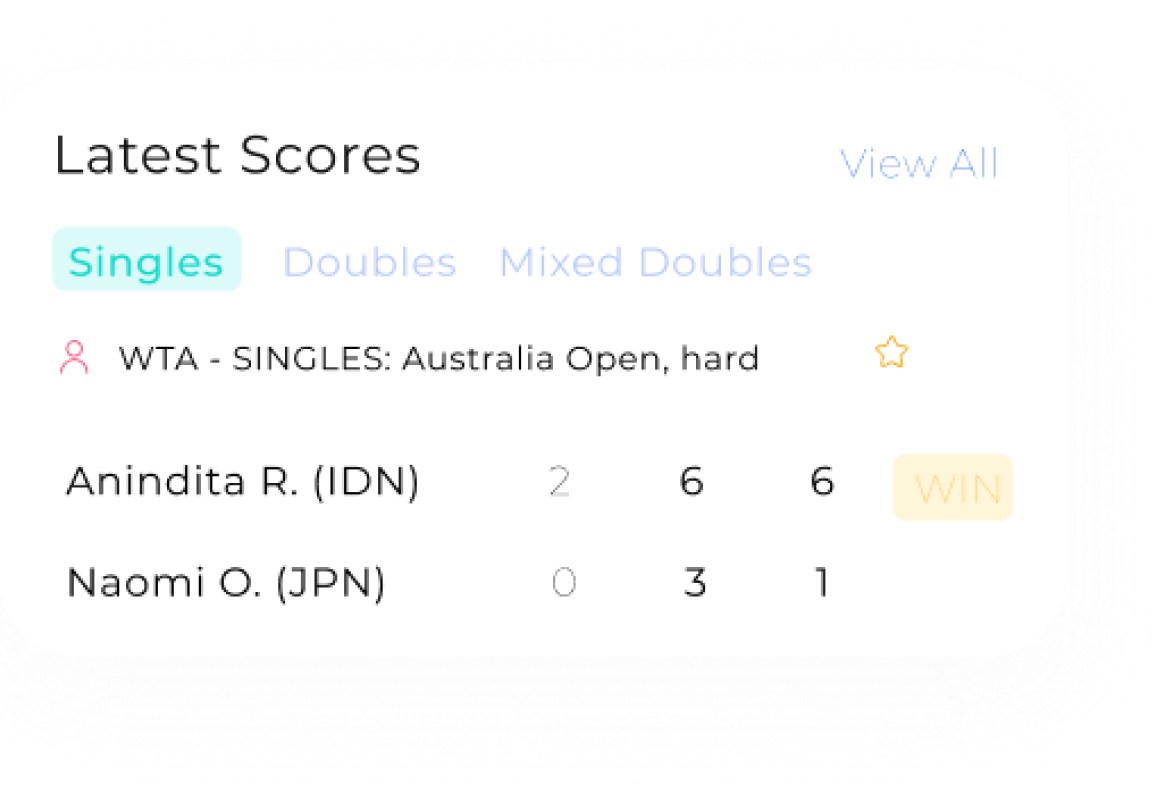 Latest Scores View All
Singles Doubles Mixed Doubles
WTA - SINGLES: Australia Open, hard
Anindita R. (IDN) 2 6 6 WIN
Naomi O. (JPN) 0 3 1